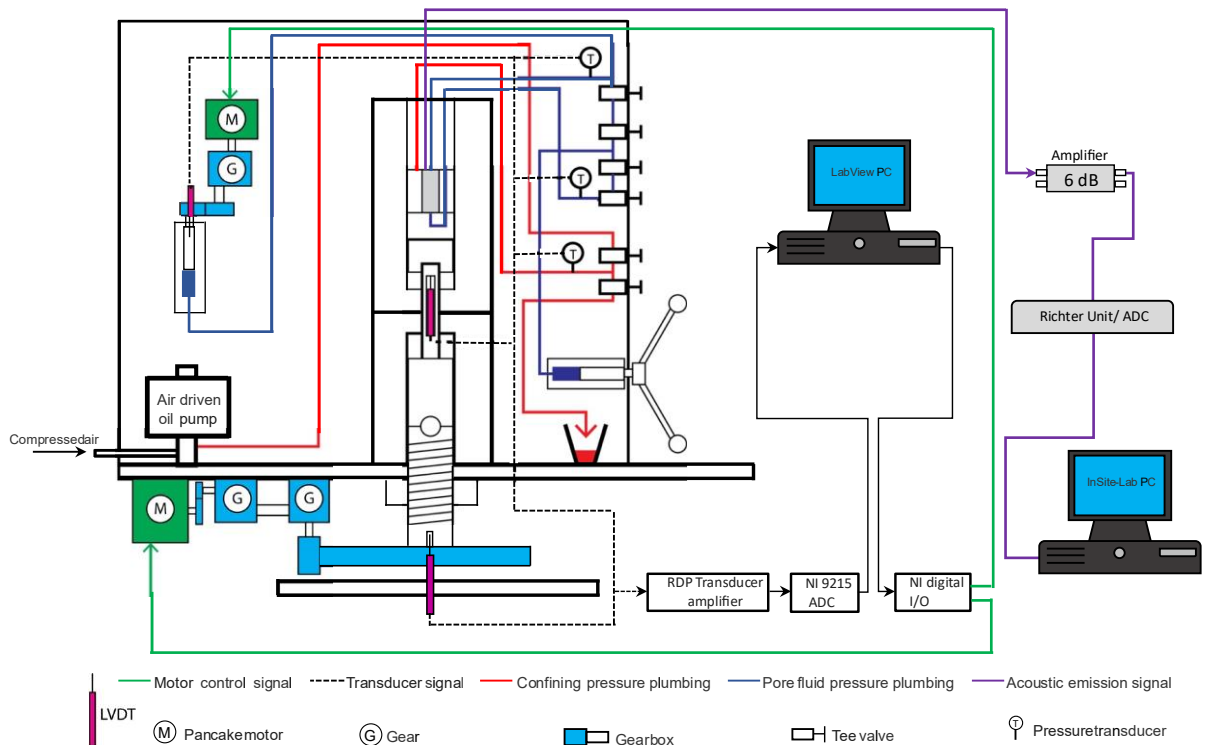 T
M
Amplifier
G
LabView PC
6 dB
T
T
Richter Unit/ ADC
Air driven
oil pump
Compressedair
M
G
G
InSite-Lab PC
RDP Transducer
amplifier
NI 9215
ADC
NI digital
I/O
LVDT
Motor control signal
Transducer signal
Confining pressure plumbing
Pore fluid pressure plumbing
Acoustic emission signal
M Pancakemotor
G Gear
Gearbox
Tee valve
T Pressuretransducer